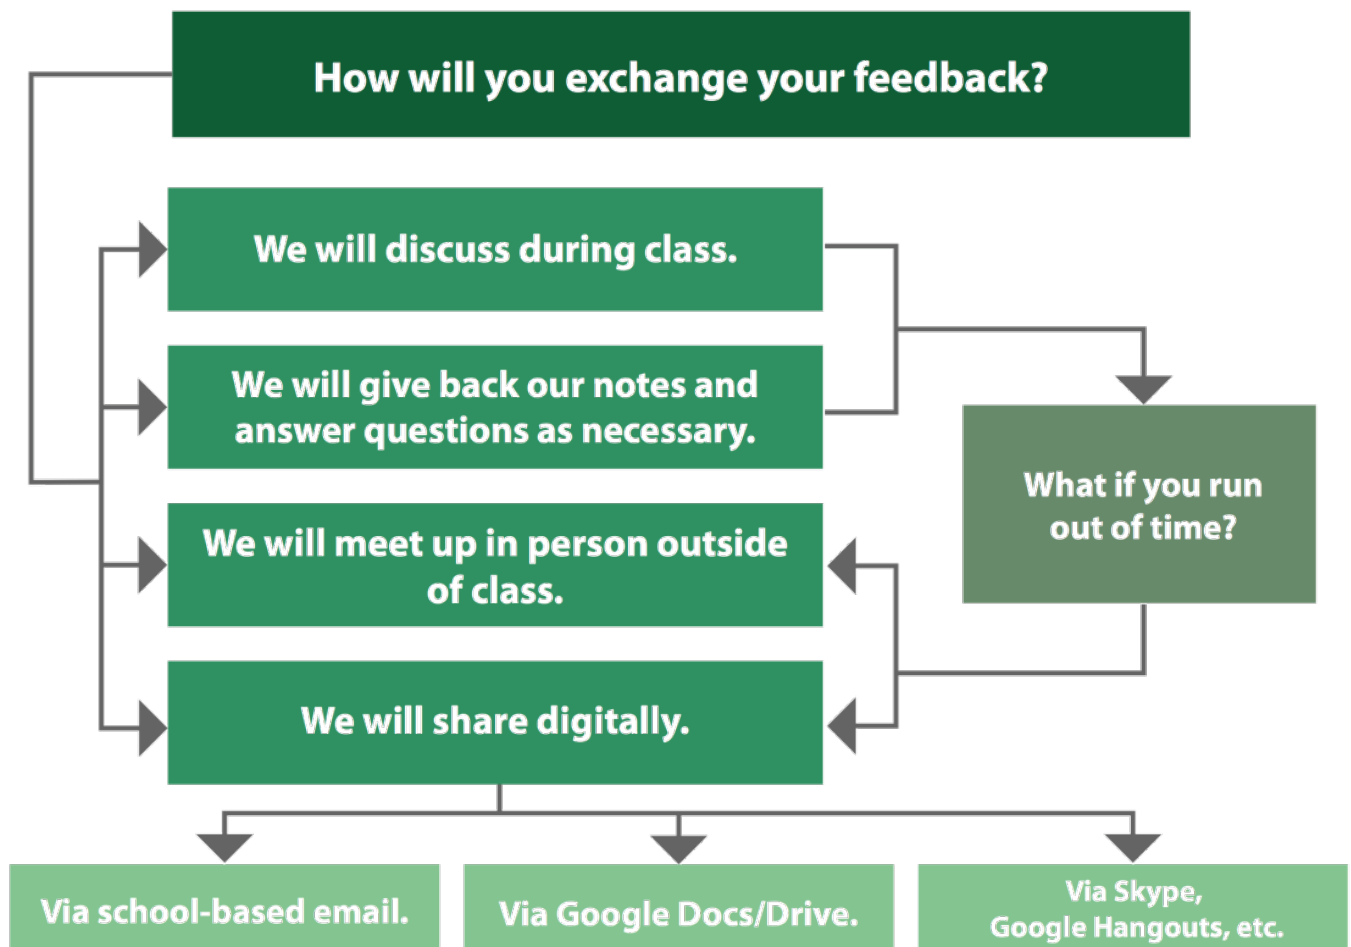 How will you exchange your feedback?
We will discuss during class.
We will give back our notes and
answer questions as necessary.
What if you run
out of time?
We will meet up in person outside
of class.
We will share digitally.
Via school-based email.
Via Google Docs/Drive.
Via Skype,
Google Hangouts, etc.